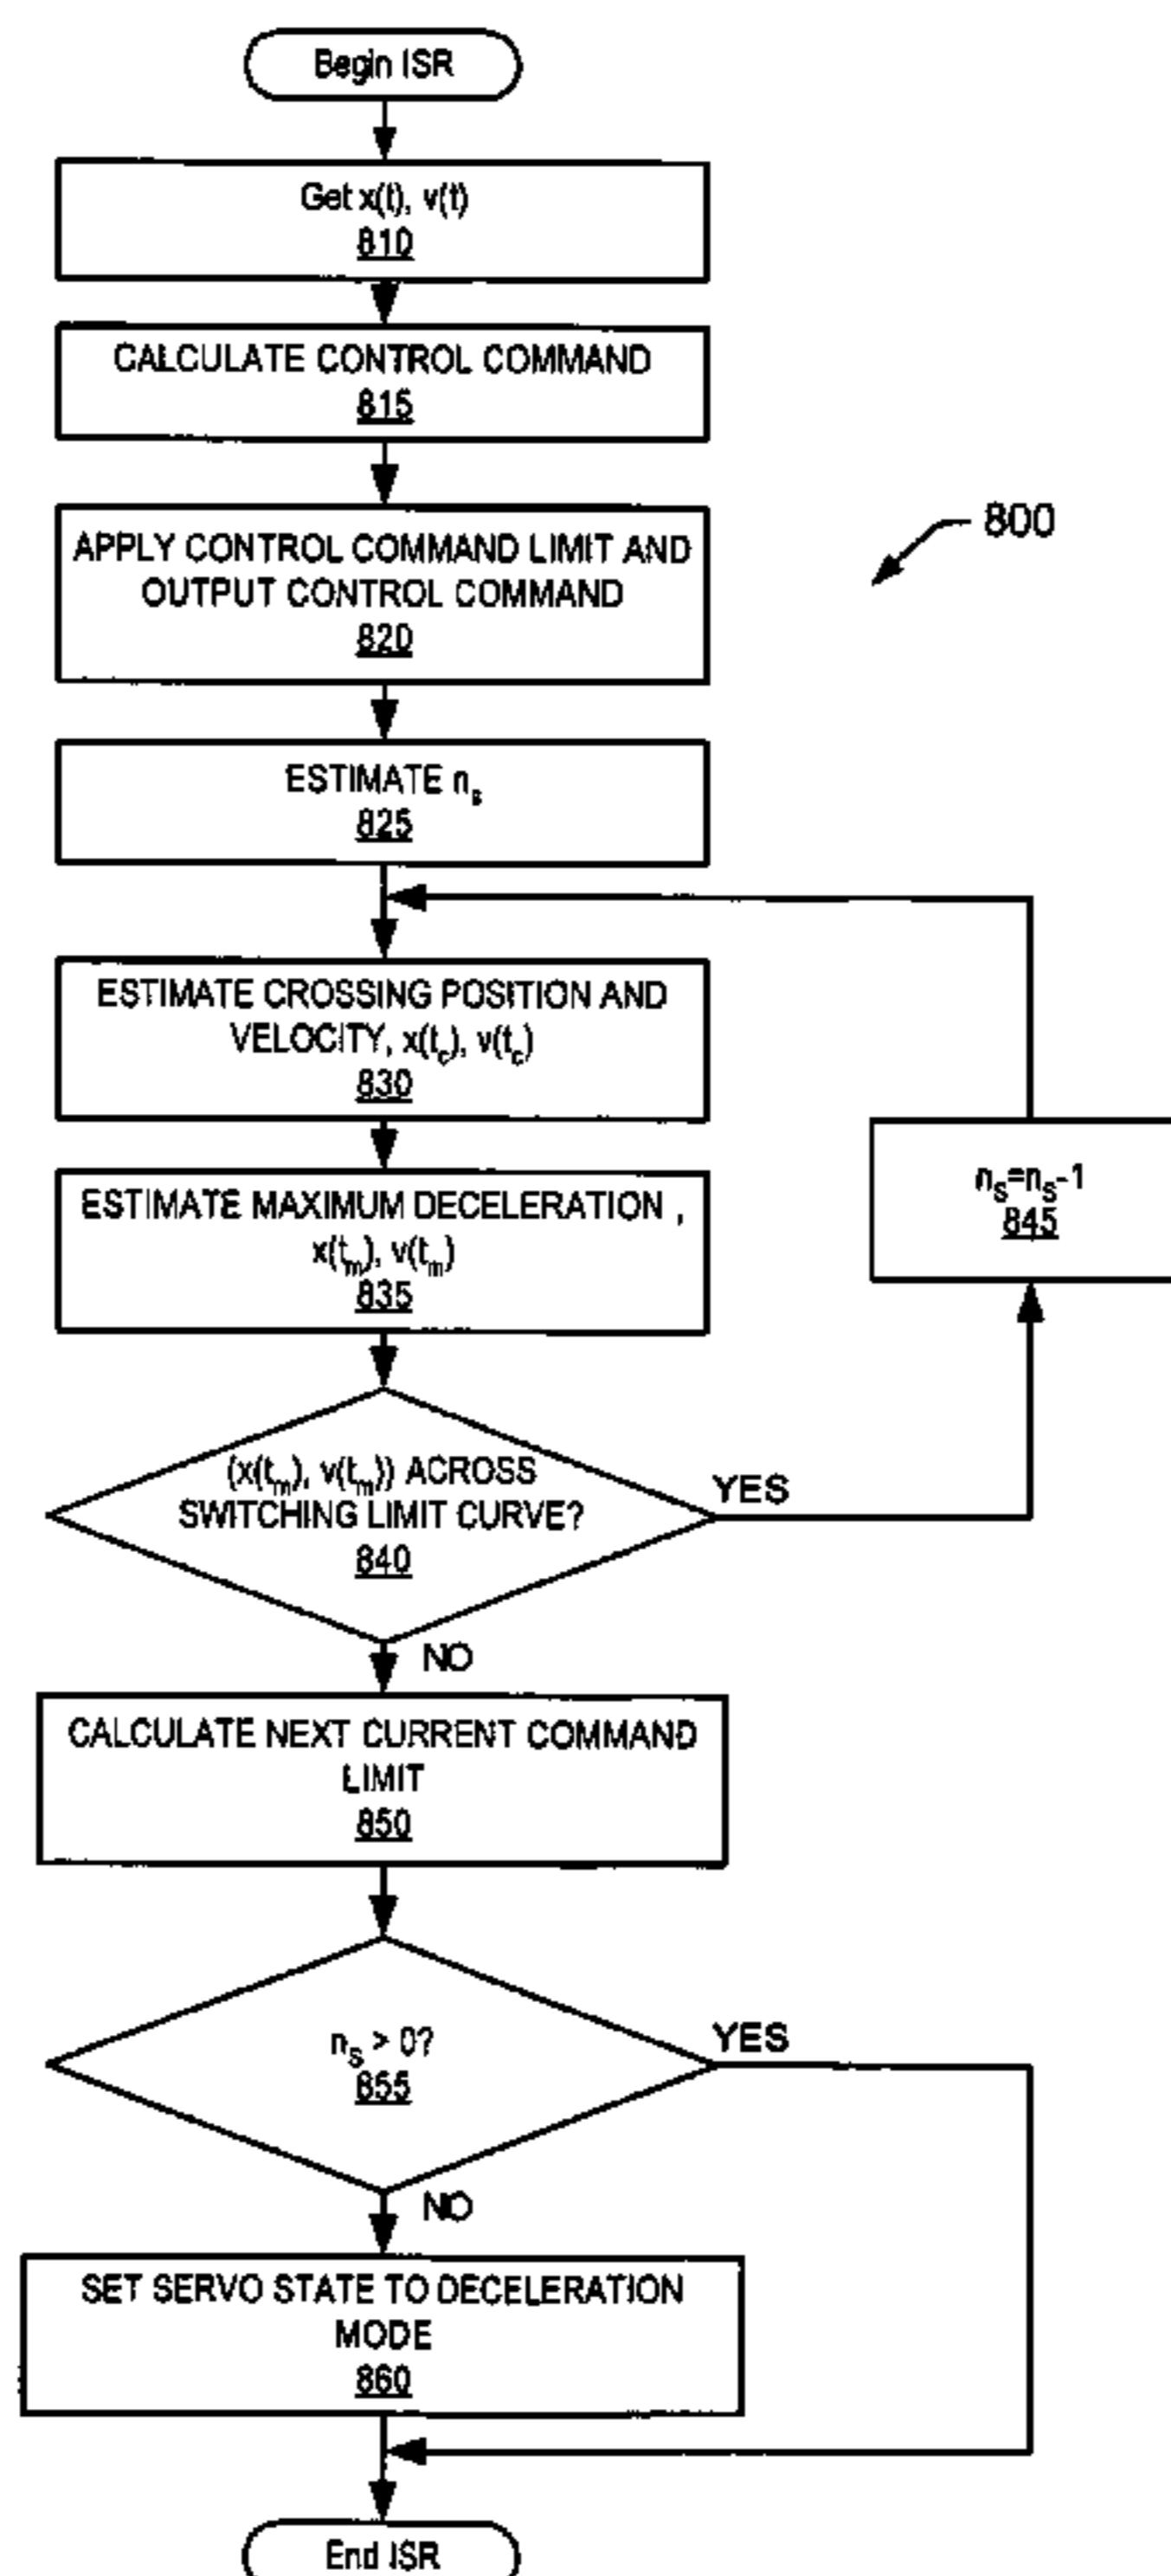 Begin ISR
Get x(t), v(t)
810
CALCULATE CONTROL COMMAND
815
APPLY CONTROL COMMAND LIMIT AND
OUTPUT CONTROL COMMAND
820
800
ESTIMATE nₛ
825
ESTIMATE CROSSING POSITION AND
VELOCITY, x(t_c), v(t_c)
830
ESTIMATE MAXIMUM DECELERATION ,
x(t_m), v(t_m)
835
n_S=n_S-1
845
(x(t_m), v(t_m)) ACROSS
SWITCHING LIMIT CURVE?
840
YES
NO
CALCULATE NEXT CURRENT COMMAND
LIMIT
850
n_S > 0?
855
YES
NO
SET SERVO STATE TO DECELERATION
MODE
860
End ISR